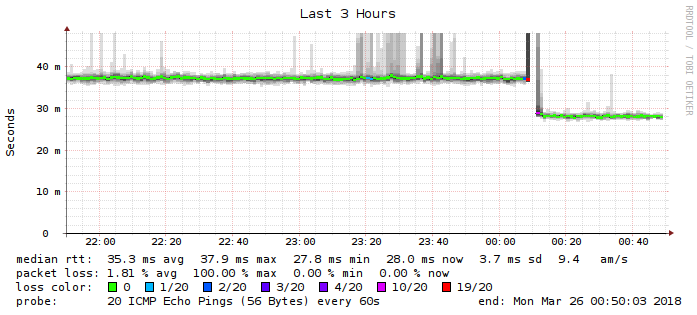 Last 3 Hours
RRDTOOL / TOBI OETIKER
Seconds
40 m
30 m
20 m
10 m
0
22:00 22:20 22:40 23:00 23:20 23:40 00:00 00:20 00:40
median rtt: 35.3 ms avg 37.9 ms max 27.8 ms min 28.0 ms now 3.7 ms sd 9.4 am/s
packet loss: 1.81 % avg 100.00 % max 0.00 % min 0.00 % now
loss color: 0 1/20 2/20 3/20 4/20 10/20 19/20
probe: 20 ICMP Echo Pings (56 Bytes) every 60s end: Mon Mar 26 00:50:03 2018